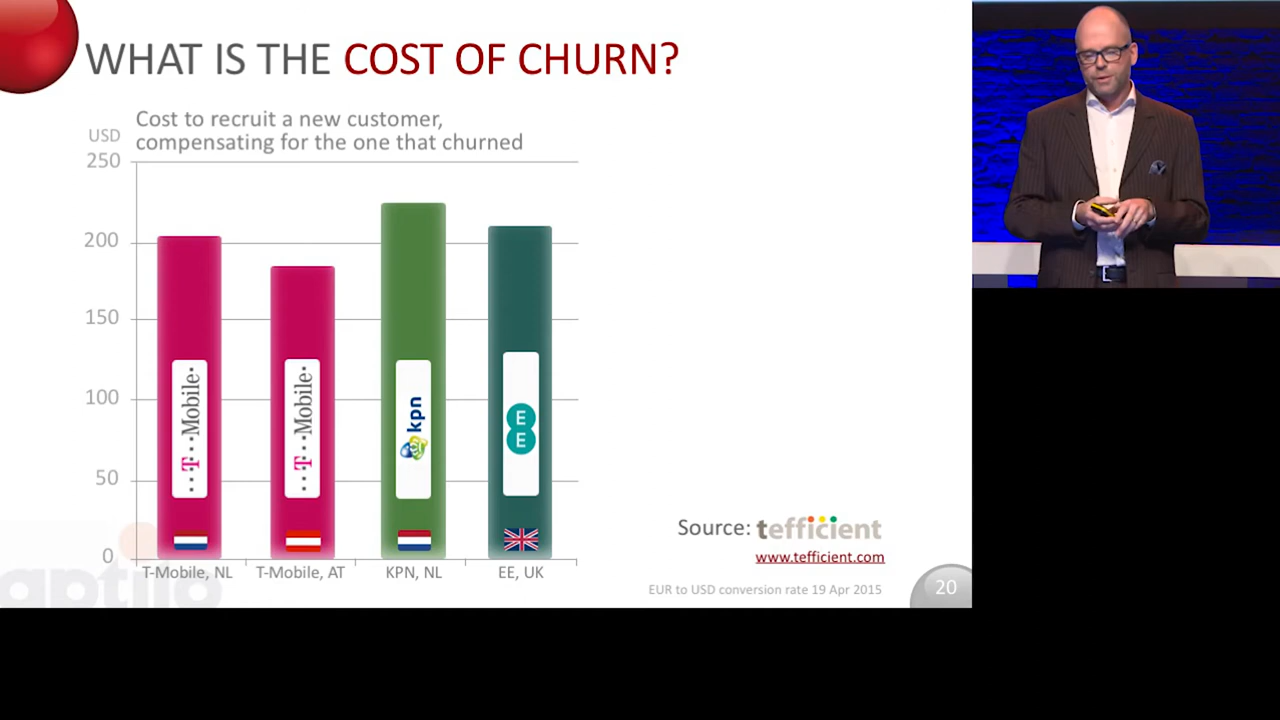 WHAT IS THE COST OF CHURN?
Cost to recruit a new customer,
compensating for the one that churned
USD
250
200
150
100
50
0
T··Mobile·
T··Mobile·
kpn
E
E
T-Mobile, NL
T-Mobile, AT
KPN, NL
EE, UK
Source: tefficient
www.tefficient.com
EUR to USD conversion rate 19 Apr 2015
20
aptilo